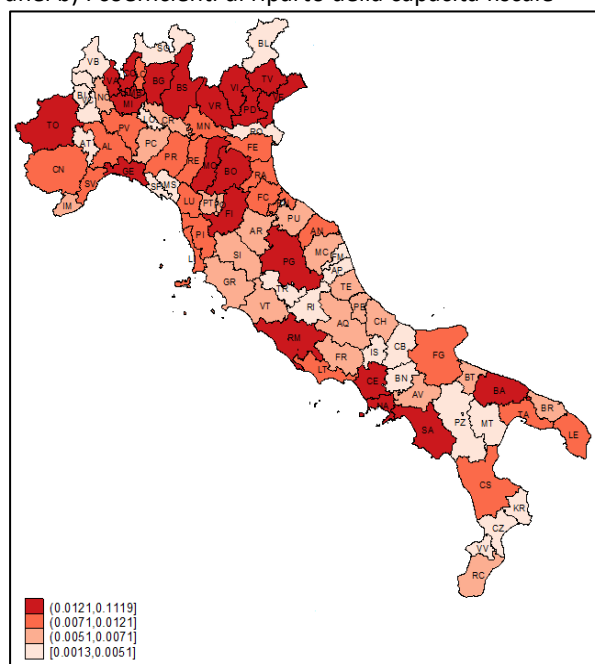 anel b) I coefficienti di riparto della capacità fiscale
BL
SO
VB
TV
VI
VA
BG
BS
PD
VR
MI
TO
CR
MN
RO
PV
AT
AL
PC
FE
PR
RE
CN
MO
BO
GE
RA
SV
FC
MS
SP
LU
PT
IM
FI
PU
AN
PI
AR
MC
FM
SI
PG
AP
GR
TE
TR
RI
PE
VT
CH
AQ
RM
CB
IS
FR
FG
LT
BT
BA
CE
BN
AV
BR
NA
TA
PZ
MT
SA
LE
CS
KR
CZ
VV
RC
(0.0121,0.1119]
(0.0071,0.0121]
(0.0051,0.0071]
[0.0013,0.0051]